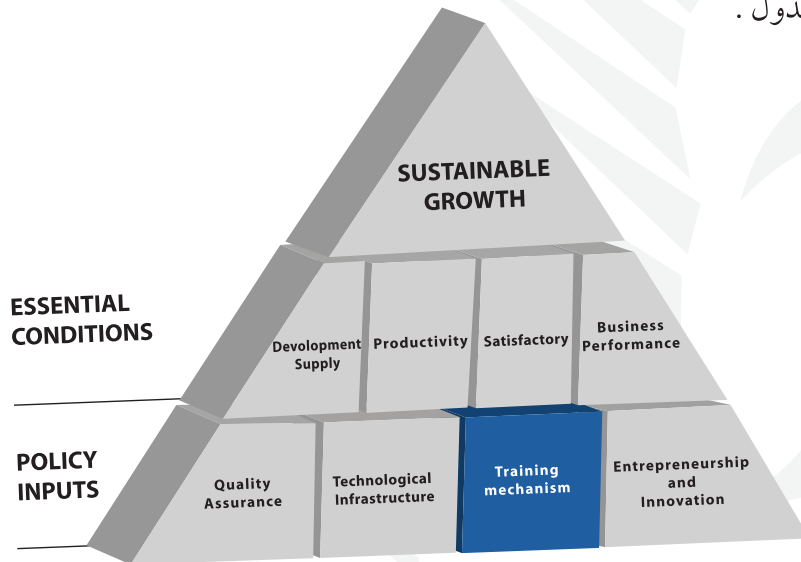 دول .
SUSTAINABLE
GROWTH
ESSENTIAL
CONDITIONS
Devolopment
Supply
Productivity
Satisfactory
Business
Performance
POLICY
INPUTS
Quality
Assurance
Technological
Infrastructure
Training
mechanism
Entrepreneurship
and
Innovation